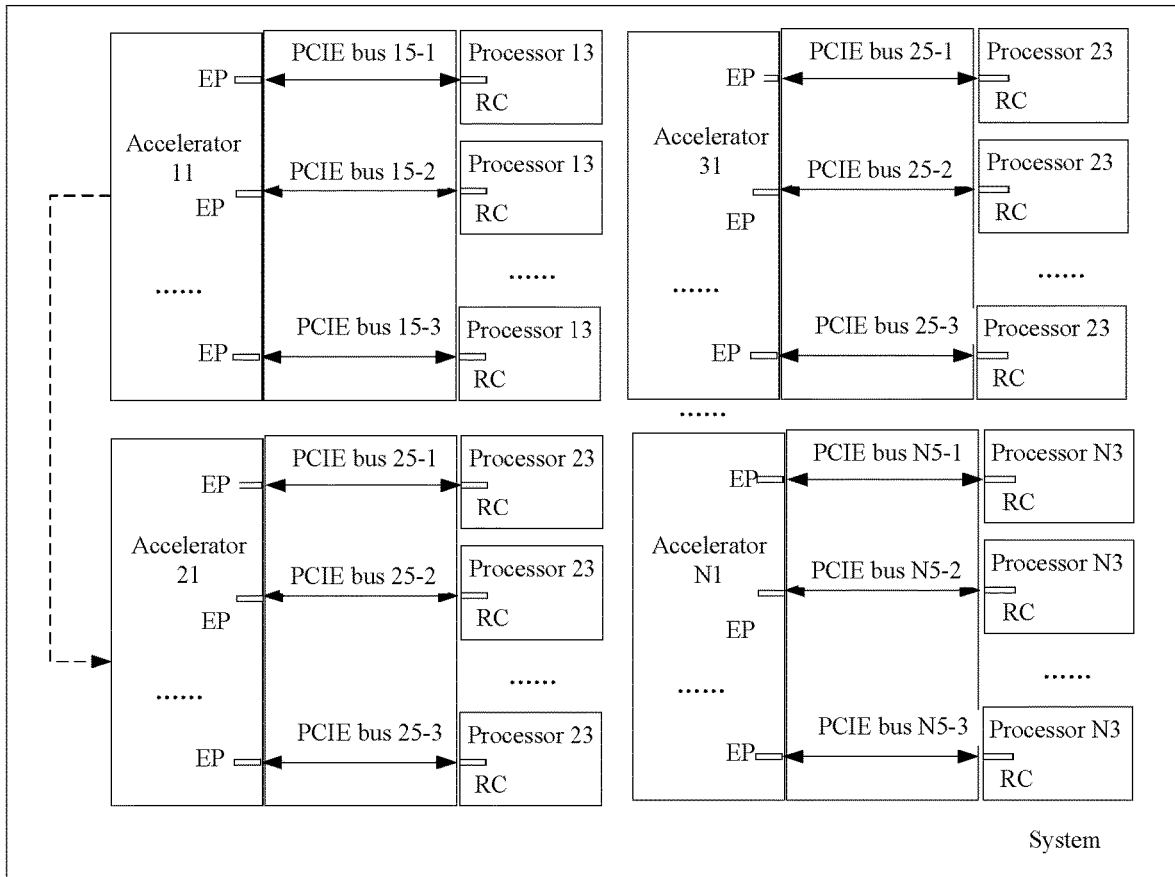 PCIE bus 15-1
Processor 13
EP
RC
Accelerator
11
PCIE bus 15-2
Processor 13
EP
RC
......
......
PCIE bus 15-3
Processor 13
EP
RC
PCIE bus 25-1
Processor 23
EP
RC
Accelerator
31
PCIE bus 25-2
Processor 23
EP
RC
......
......
PCIE bus 25-3
Processor 23
EP
RC
......
PCIE bus 25-1
Processor 23
EP
RC
Accelerator
21
PCIE bus 25-2
Processor 23
EP
RC
......
......
PCIE bus 25-3
Processor 23
EP
RC
PCIE bus N5-1
Processor N3
EP
RC
Accelerator
N1
PCIE bus N5-2
Processor N3
EP
RC
......
......
PCIE bus N5-3
Processor N3
EP
RC
System